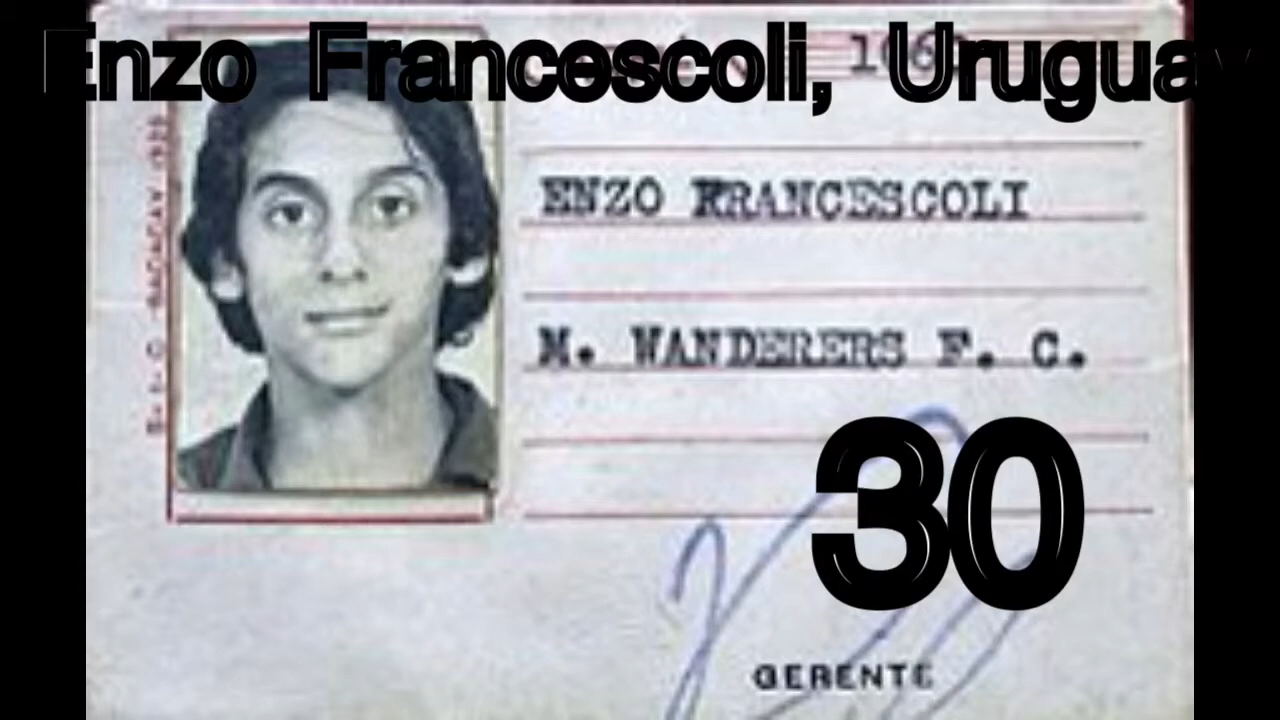 Enzo Francescoli, Uruguay
ENZO FRANCESCOLI
M. WANDERERS F. C.
30
GERENTE